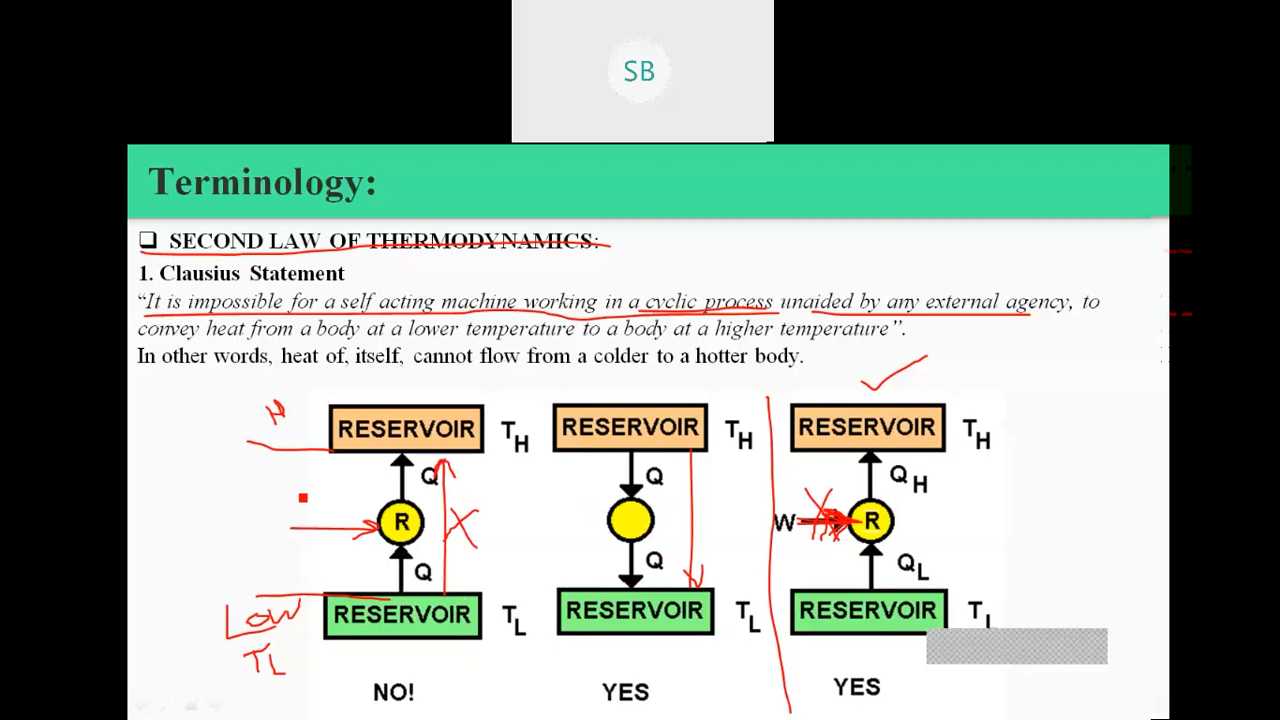 SB
Terminology:
❑ SECOND LAW OF THERMODYNAMICS:
1. Clausius Statement
“It is impossible for a self acting machine working in a cyclic process unaided by any external agency, to
convey heat from a body at a lower temperature to a body at a higher temperature”.
In other words, heat of, itself, cannot flow from a colder to a hotter body.
H
RESERVOIR TH RESERVOIR TH RESERVOIR TH
Q Q QH
R W R
Q Q QL
Low RESERVOIR TL RESERVOIR TL RESERVOIR TL
TL
NO! YES YES